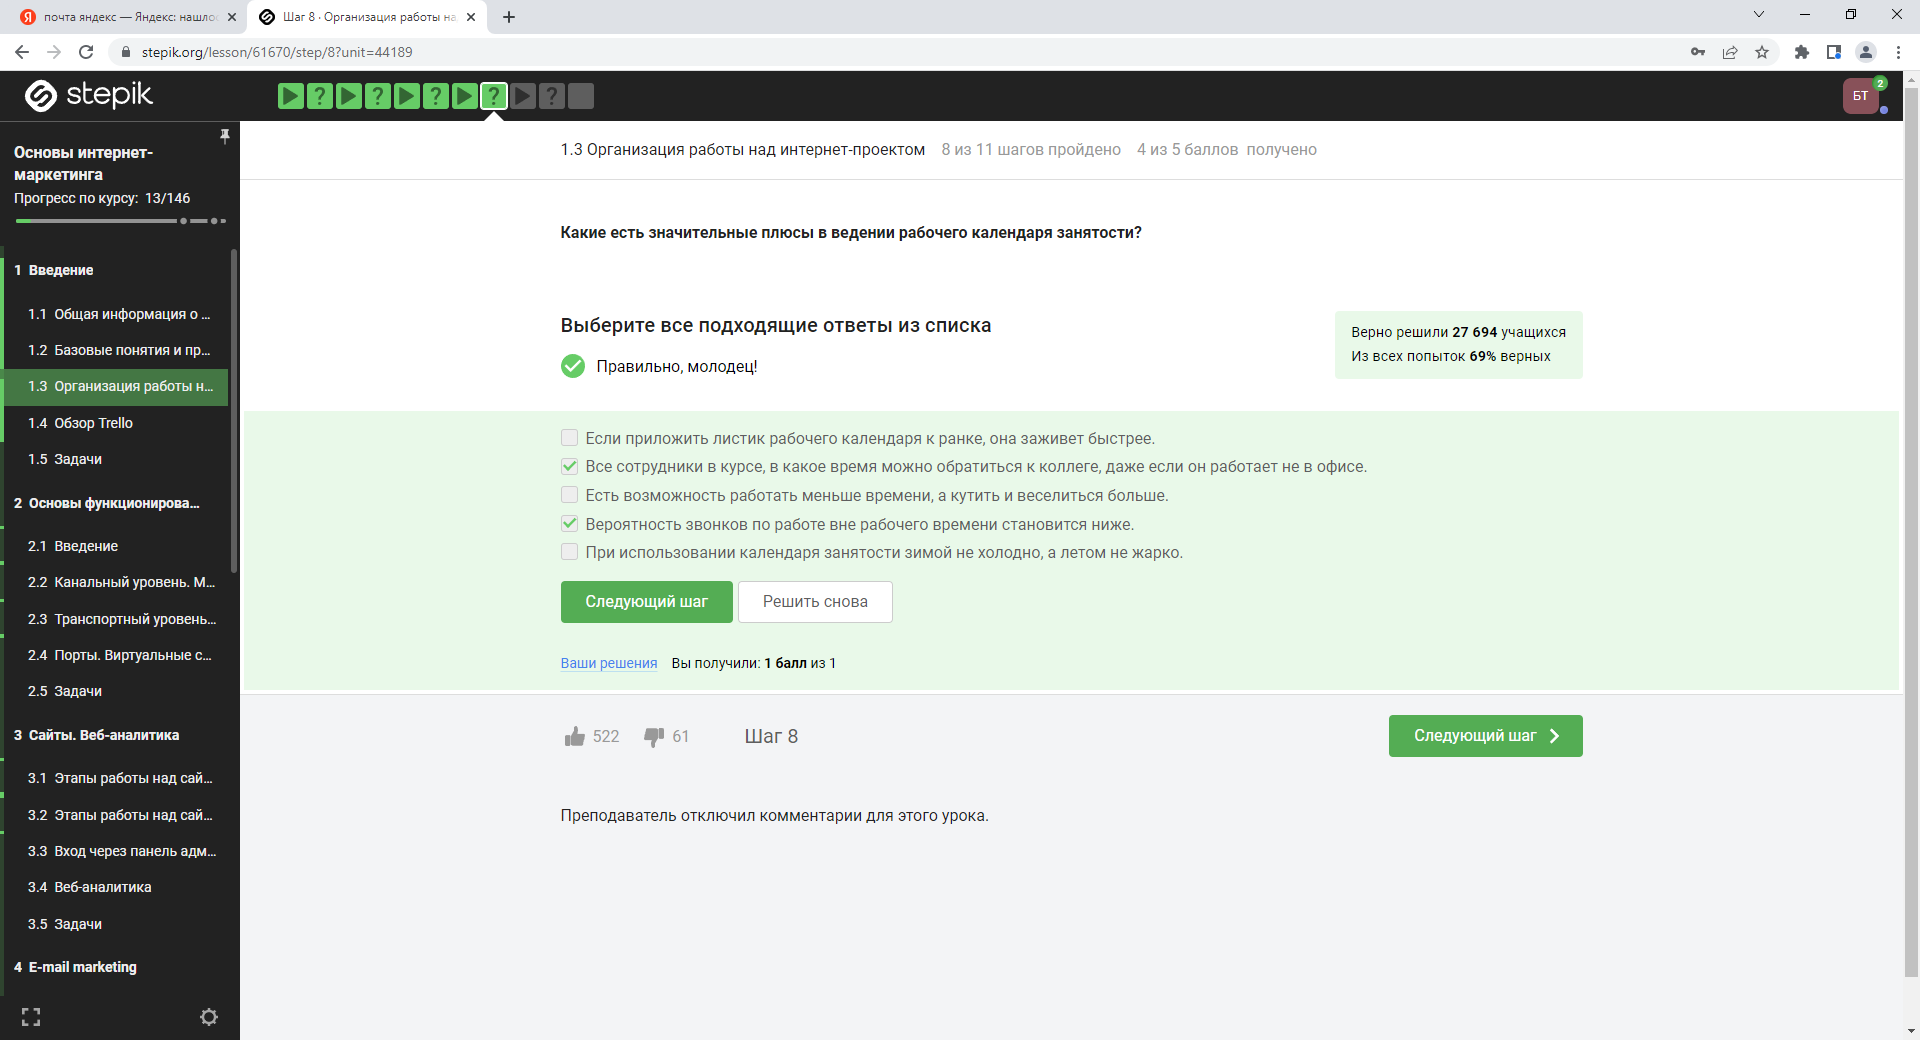 почта яндекс — Яндекс: нашлос
Шаг 8 · Организация работы на
stepik.org/lesson/61670/step/8?unit=44189
stepik
БТ
2
Основы интернет-
маркетинга
Прогресс по курсу: 13/146
1 Введение
1.1 Общая информация о ...
1.2 Базовые понятия и пр...
1.3 Организация работы н...
1.4 Обзор Trello
1.5 Задачи
2 Основы функционирова...
2.1 Введение
2.2 Канальный уровень. М...
2.3 Транспортный уровень...
2.4 Порты. Виртуальные с...
2.5 Задачи
3 Сайты. Веб-аналитика
3.1 Этапы работы над сай...
3.2 Этапы работы над сай...
3.3 Вход через панель адм...
3.4 Веб-аналитика
3.5 Задачи
4 E-mail marketing
1.3 Организация работы над интернет-проектом 8 из 11 шагов пройдено 4 из 5 баллов получено
Какие есть значительные плюсы в ведении рабочего календаря занятости?
Выберите все подходящие ответы из списка
Правильно, молодец!
Верно решили 27 694 учащихся
Из всех попыток 69% верных
Если приложить листик рабочего календаря к ранке, она заживет быстрее.
Все сотрудники в курсе, в какое время можно обратиться к коллеге, даже если он работает не в офисе.
Есть возможность работать меньше времени, а кутить и веселиться больше.
Вероятность звонков по работе вне рабочего времени становится ниже.
При использовании календаря занятости зимой не холодно, а летом не жарко.
Следующий шаг
Решить снова
Ваши решения Вы получили: 1 балл из 1
522 61 Шаг 8
Следующий шаг
Преподаватель отключил комментарии для этого урока.